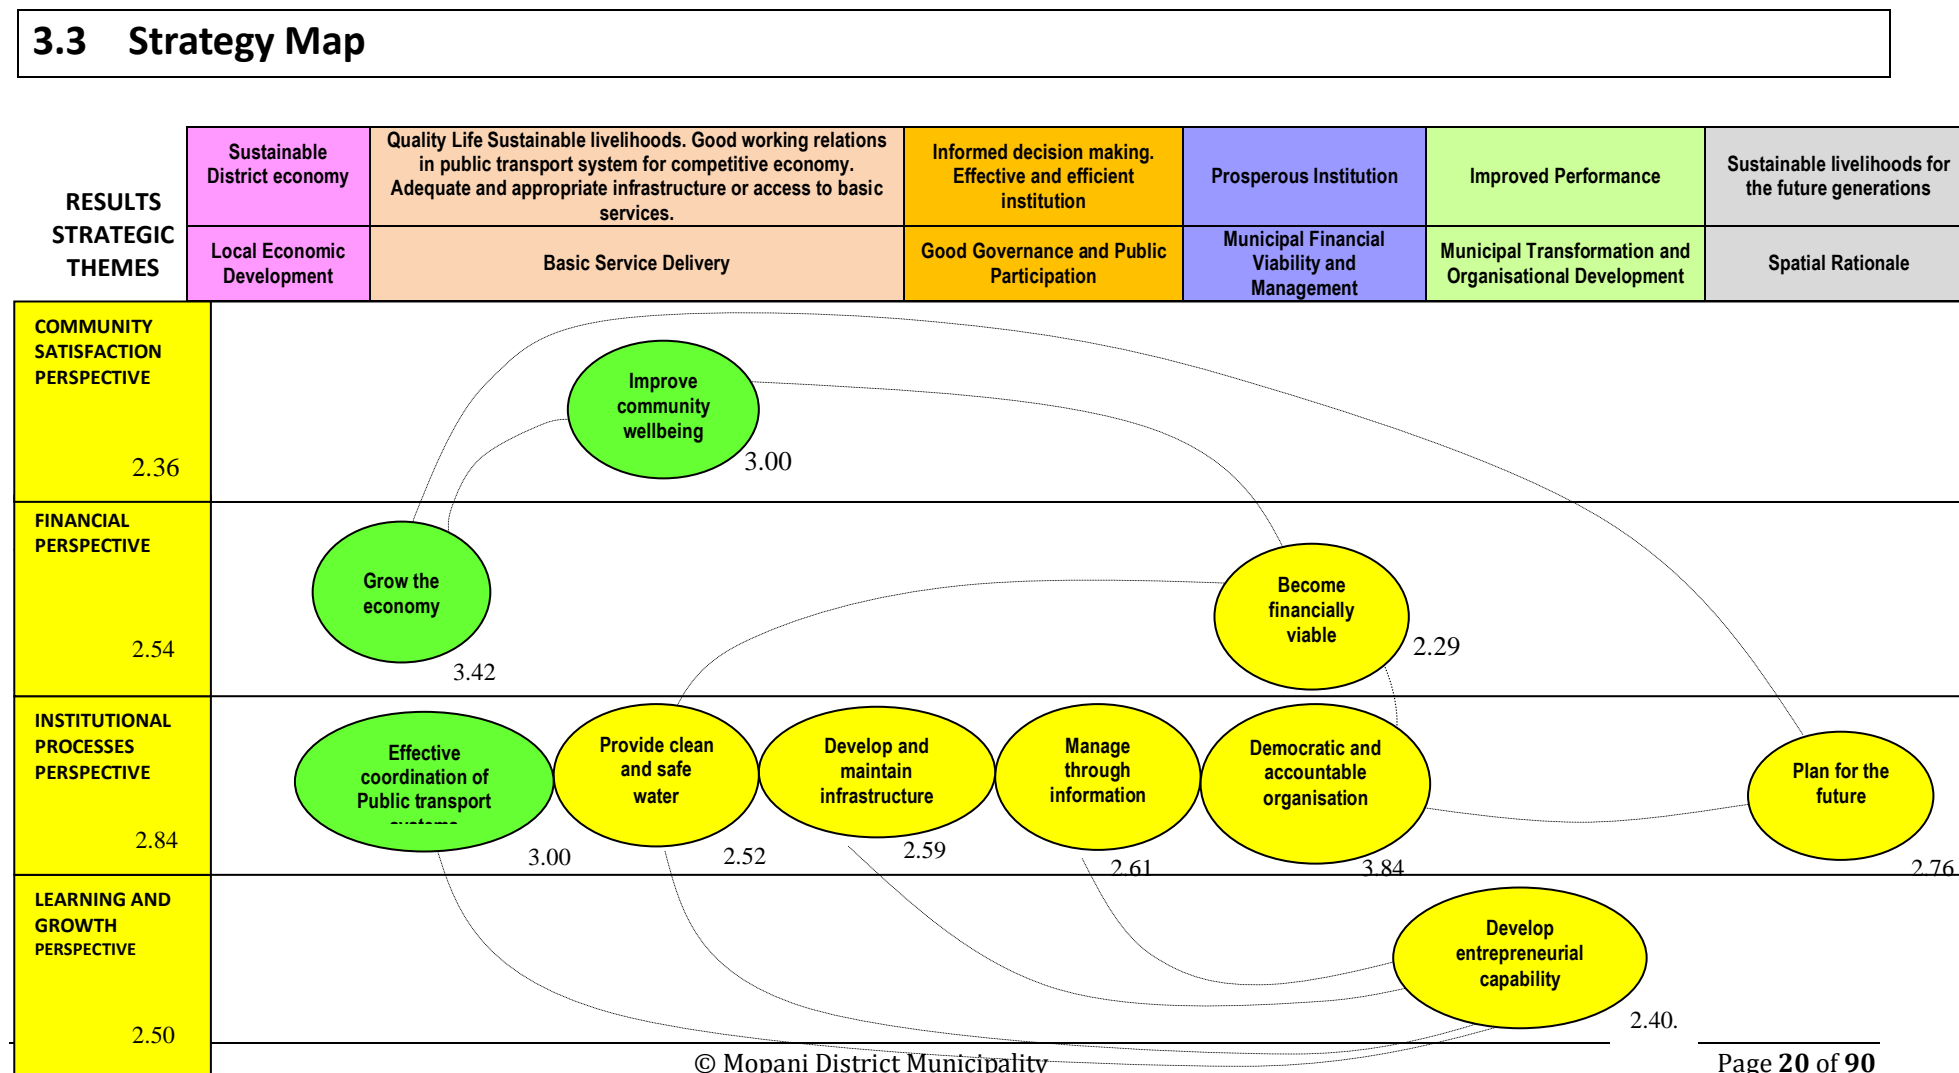 3.3 Strategy Map
RESULTS
STRATEGIC
THEMES
Sustainable
District economy
Quality Life Sustainable livelihoods. Good working relations
in public transport system for competitive economy.
Adequate and appropriate infrastructure or access to basic
services.
Informed decision making.
Effective and efficient
institution
Prosperous Institution
Improved Performance
Sustainable livelihoods for
the future generations
Local Economic
Development
Basic Service Delivery
Good Governance and Public
Participation
Municipal Financial
Viability and
Management
Municipal Transformation and
Organisational Development
Spatial Rationale
COMMUNITY
SATISFACTION
PERSPECTIVE
2.36
Improve
community
wellbeing
3.00
FINANCIAL
PERSPECTIVE
2.54
Grow the
economy
3.42
Become
financially
viable
2.29
INSTITUTIONAL
PROCESSES
PERSPECTIVE
2.84
Effective
coordination of
Public transport
systems
3.00
Provide clean
and safe
water
2.52
Develop and
maintain
infrastructure
2.59
Manage
through
information
2.61
Democratic and
accountable
organisation
3.84
Plan for the
future
2.76
LEARNING AND
GROWTH
PERSPECTIVE
2.50
Develop
entrepreneurial
capability
2.40.
© Mopani District Municipality
Page 20 of 90